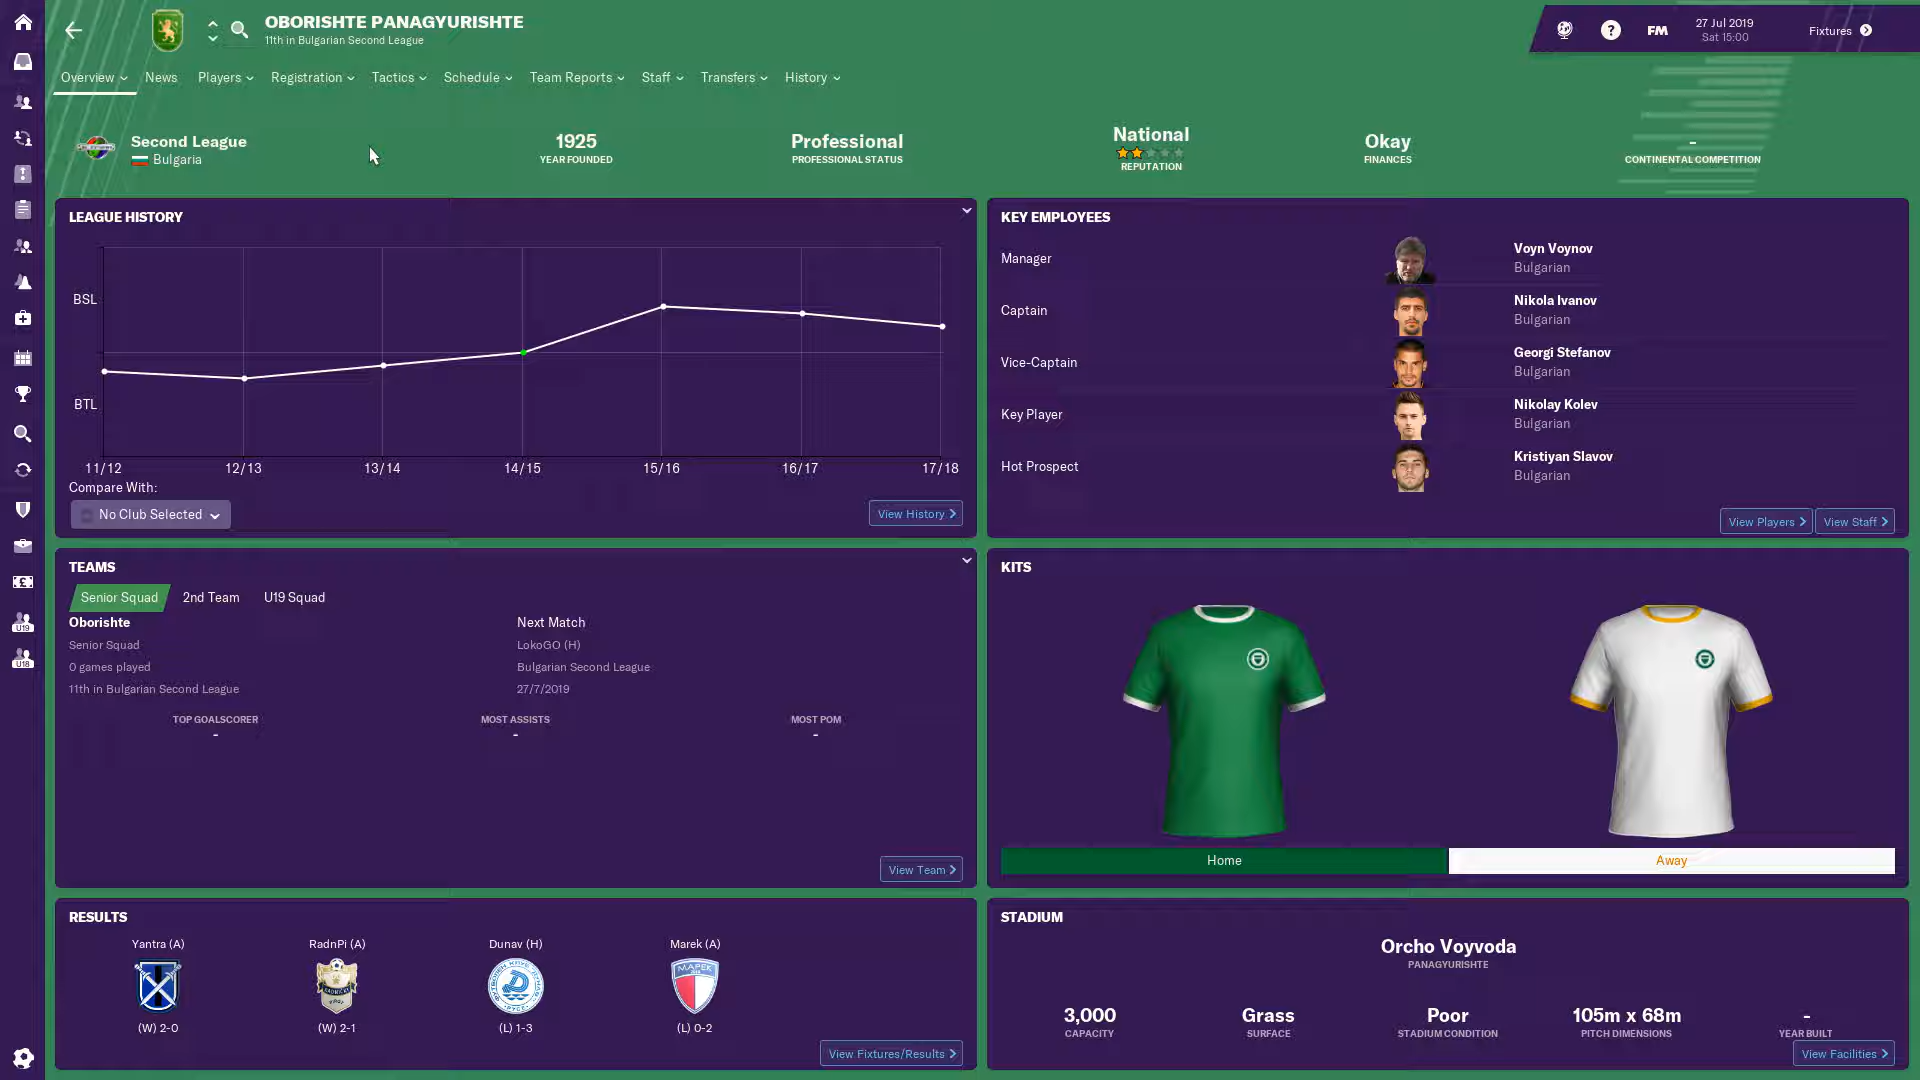 OBORISHTE PANAGYURISHTE
11th in Bulgarian Second League
FM
27 Jul 2019
Sat 15:00
Fixtures
Overview
News
Players
Registration
Tactics
Schedule
Team Reports
Staff
Transfers
History
Second League
Bulgaria
1925
YEAR FOUNDED
Professional
PROFESSIONAL STATUS
National
REPUTATION
Okay
FINANCES
-
CONTINENTAL COMPETITION
LEAGUE HISTORY
BSL
BTL
11/12 12/13 13/14 14/15 15/16 16/17 17/18
Compare With:
No Club Selected
View History
KEY EMPLOYEES
Manager
Voyn Voynov
Bulgarian
Captain
Nikola Ivanov
Bulgarian
Vice-Captain
Georgi Stefanov
Bulgarian
Key Player
Nikolay Kolev
Bulgarian
Hot Prospect
Kristiyan Slavov
Bulgarian
View Players
View Staff
TEAMS
Senior Squad
2nd Team
U19 Squad
Oborishte
Senior Squad
0 games played
11th in Bulgarian Second League
Next Match
LokoGO (H)
Bulgarian Second League
27/7/2019
TOP GOALSCORER
-
MOST ASSISTS
-
MOST POM
-
View Team
KITS
Home
Away
RESULTS
Yantra (A)
(W) 2-0
RadnPi (A)
(W) 2-1
Dunav (H)
(L) 1-3
Marek (A)
МАРЕК
(L) 0-2
View Fixtures/Results
STADIUM
Orcho Voyvoda
PANAGYURISHTE
3,000
CAPACITY
Grass
SURFACE
Poor
STADIUM CONDITION
105m x 68m
PITCH DIMENSIONS
-
YEAR BUILT
View Facilities
U19
U18